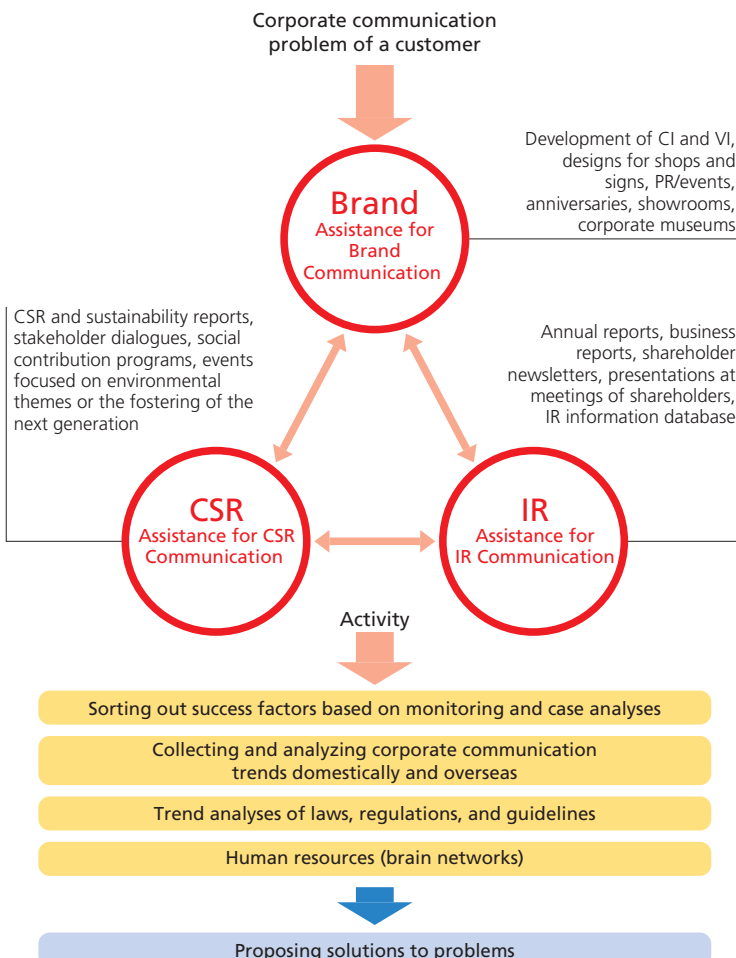 Corporate communication
problem of a customer
Development of CI and VI,
designs for shops and
signs, PR/events,
anniversaries, showrooms,
corporate museums
Brand
Assistance for
Brand
Communication
CSR and sustainability reports,
stakeholder dialogues, social
contribution programs, events
focused on environmental
themes or the fostering of the
next generation
Annual reports, business
reports, shareholder
newsletters, presentations at
meetings of shareholders,
IR information database
CSR
Assistance for CSR
Communication
IR
Assistance for
IR Communication
Activity
Sorting out success factors based on monitoring and case analyses
Collecting and analyzing corporate communication
trends domestically and overseas
Trend analyses of laws, regulations, and guidelines
Human resources (brain networks)
Proposing solutions to problems